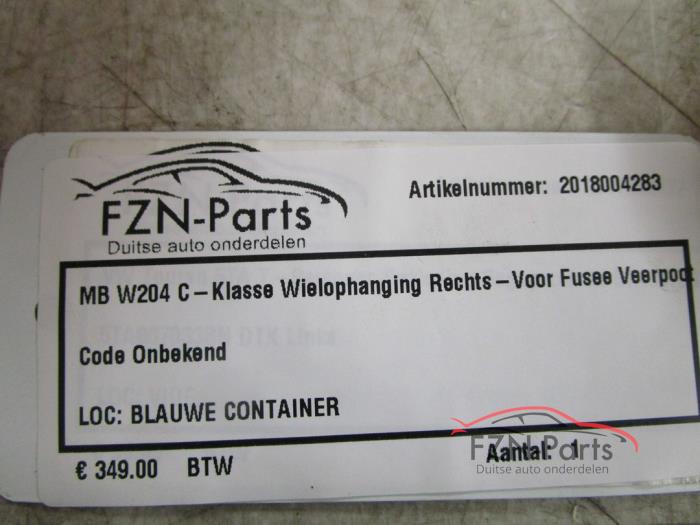 FZN-Parts
Duitse auto onderdelen
Artikelnummer: 2018004283
MB W204 C-Klasse Wielophanging Rechts-Voor Fusee Veerpoot
Code Onbekend
LOC: BLAUWE CONTAINER
€ 349.00 BTW
Aantal: 1
FZN-Parts
Duitse auto onderdelen